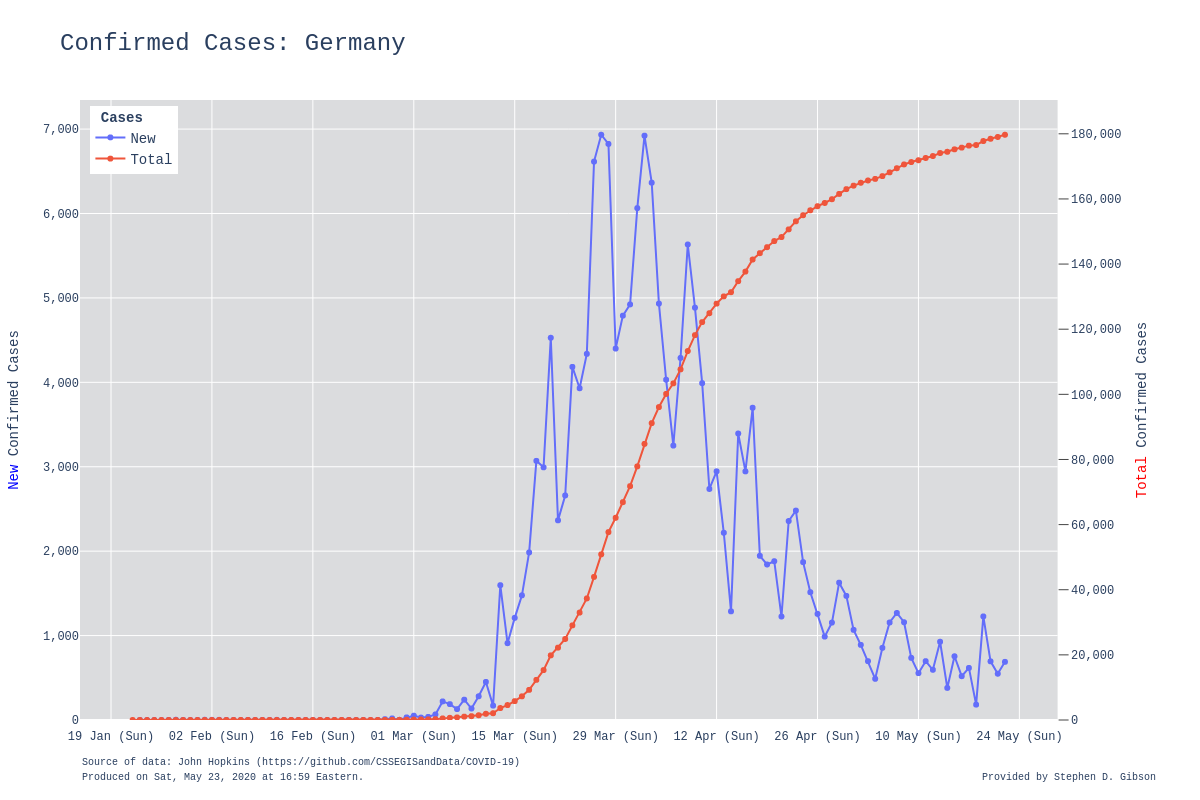 Confirmed Cases: Germany
Cases
New
Total
7,000
6,000
5,000
4,000
3,000
2,000
1,000
0
New Confirmed Cases
180,000
160,000
140,000
120,000
100,000
80,000
60,000
40,000
20,000
0
Total Confirmed Cases
19 Jan (Sun) 02 Feb (Sun) 16 Feb (Sun) 01 Mar (Sun) 15 Mar (Sun) 29 Mar (Sun) 12 Apr (Sun) 26 Apr (Sun) 10 May (Sun) 24 May (Sun)
Source of data: John Hopkins (https://github.com/CSSEGISandData/COVID-19)
Produced on Sat, May 23, 2020 at 16:59 Eastern.
Provided by Stephen D. Gibson